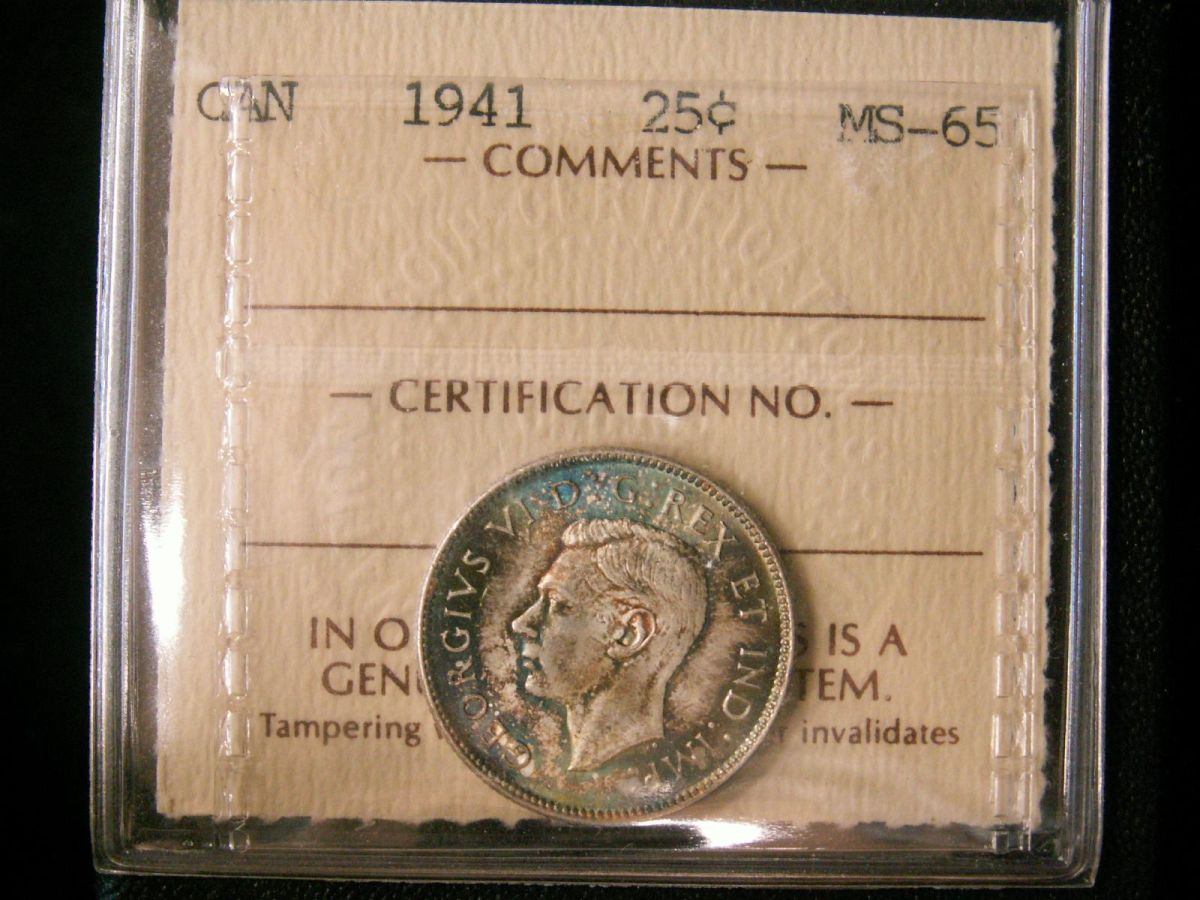 CAN 1941 25¢ MS-65
— COMMENTS —
— CERTIFICATION NO. —
GEORGIVS VI D:G:REX ET IND:IMP:
IN O S IS A
GENU TEM.
Tampering r invalidates